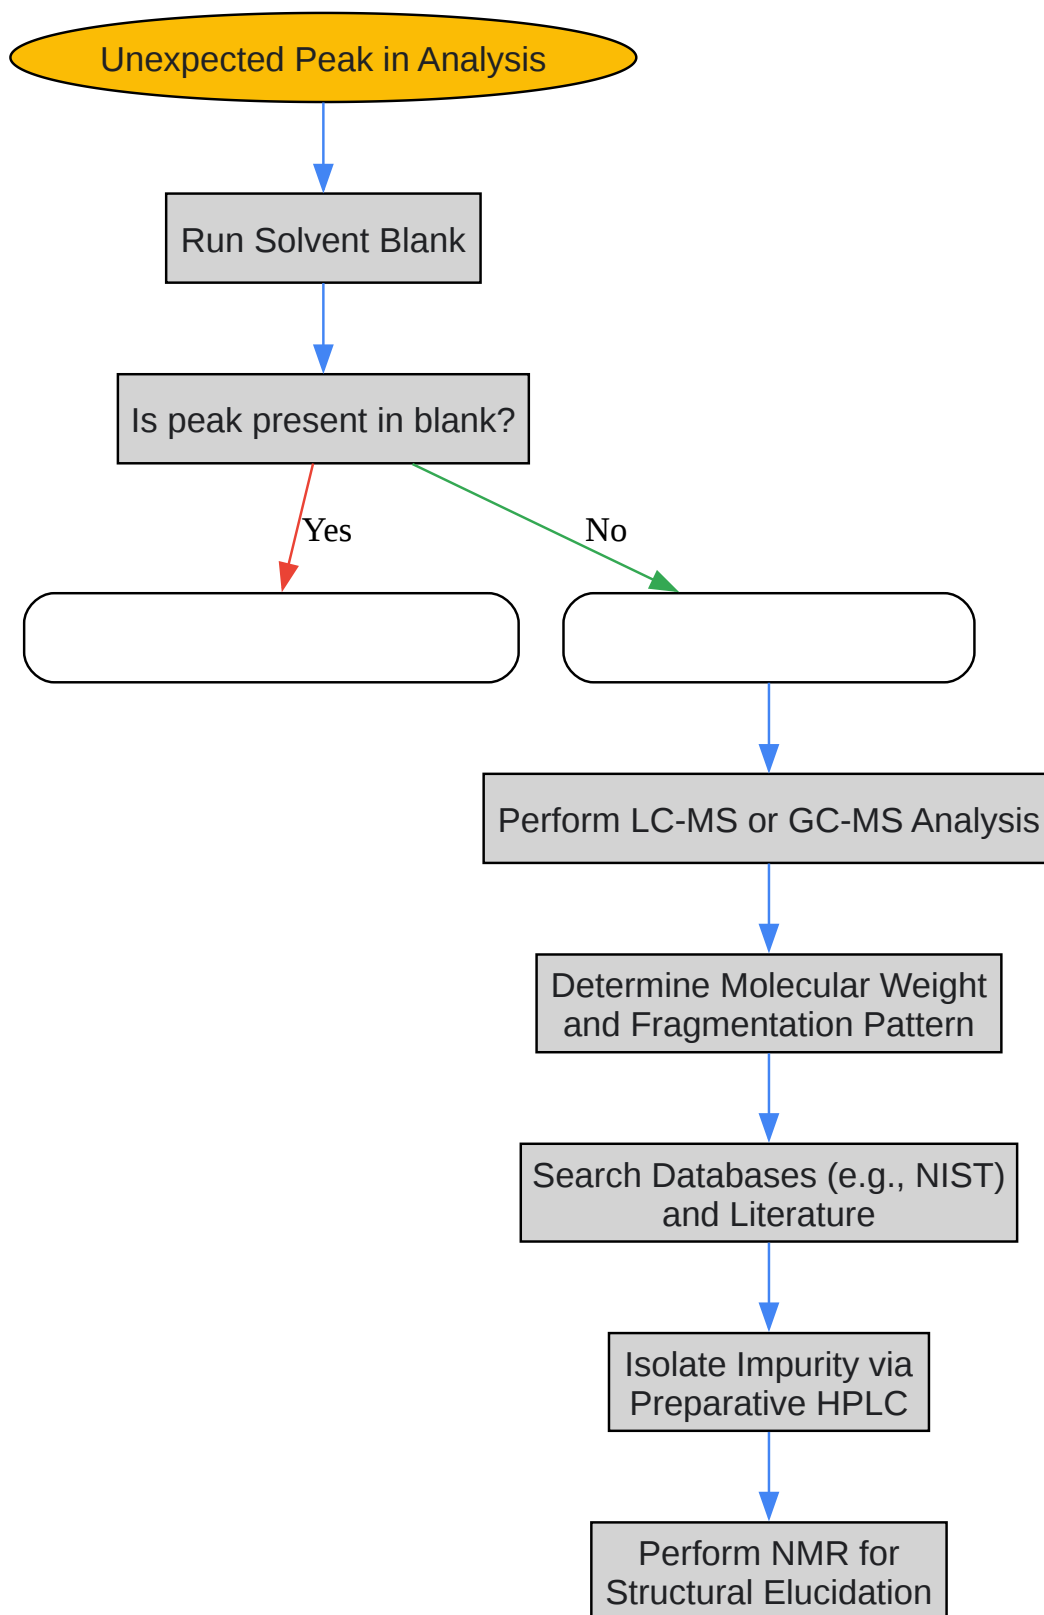 Unexpected Peak in Analysis
Run Solvent Blank
Is peak present in blank?
Yes
No
Perform LC-MS or GC-MS Analysis
Determine Molecular Weight
and Fragmentation Pattern
Search Databases (e.g., NIST)
and Literature
Isolate Impurity via
Preparative HPLC
Perform NMR for
Structural Elucidation